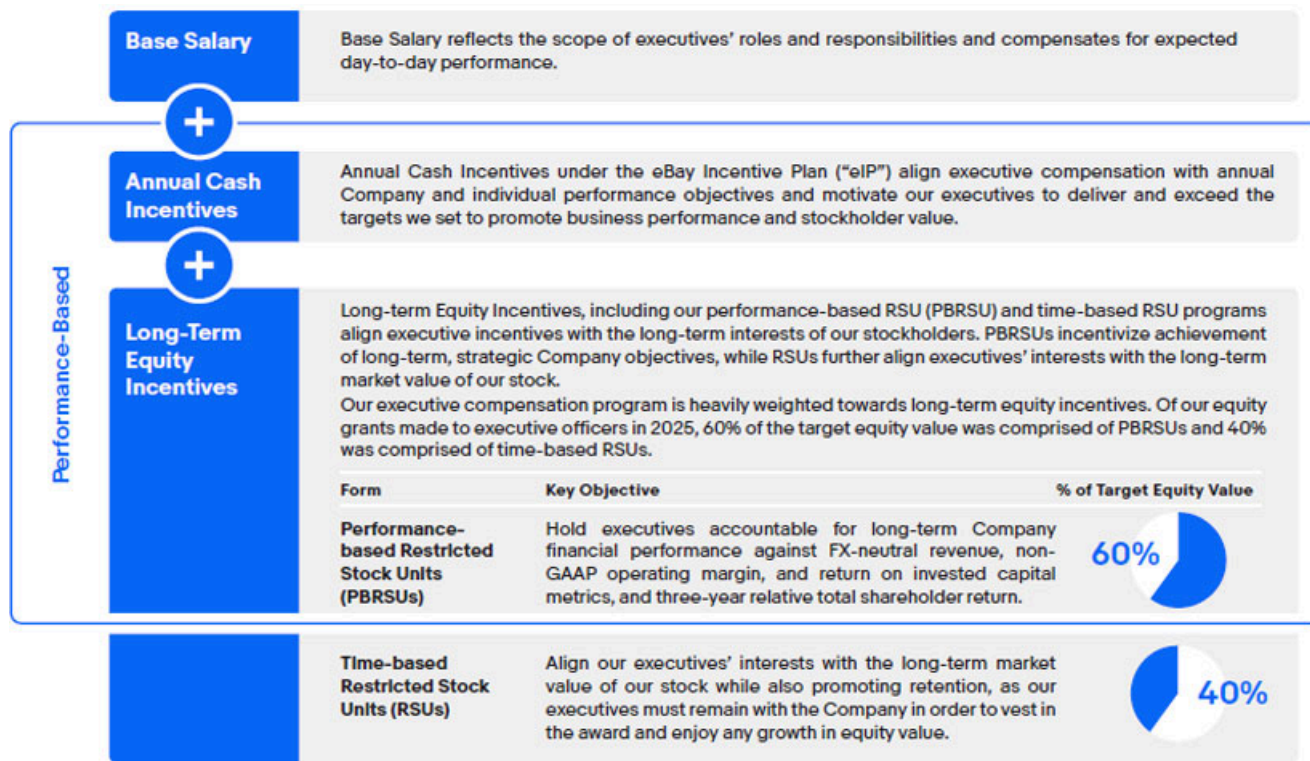 Base Salary
Base Salary reflects the scope of executives' roles and responsibilities and compensates for expected
day-to-day performance.
+
Performance-Based
Annual Cash
Incentives
Annual Cash Incentives under the eBay Incentive Plan (“eIP”) align executive compensation with annual
Company and individual performance objectives and motivate our executives to deliver and exceed the
targets we set to promote business performance and stockholder value.
+
Long-Term
Equity
Incentives
Long-term Equity Incentives, including our performance-based RSU (PBRSU) and time-based RSU programs
align executive incentives with the long-term interests of our stockholders. PBRSUs incentivize achievement
of long-term, strategic Company objectives, while RSUs further align executives' interests with the long-term
market value of our stock.
Our executive compensation program is heavily weighted towards long-term equity incentives. Of our equity
grants made to executive officers in 2025, 60% of the target equity value was comprised of PBRSUs and 40%
was comprised of time-based RSUs.
Form Key Objective % of Target Equity Value
Performance-
based Restricted
Stock Units
(PBRSUs)
Hold executives accountable for long-term Company
financial performance against FX-neutral revenue, non-
GAAP operating margin, and return on invested capital
metrics, and three-year relative total shareholder return.
60%
Time-based
Restricted Stock
Units (RSUs)
Align our executives' interests with the long-term market
value of our stock while also promoting retention, as our
executives must remain with the Company in order to vest in
the award and enjoy any growth in equity value.
40%